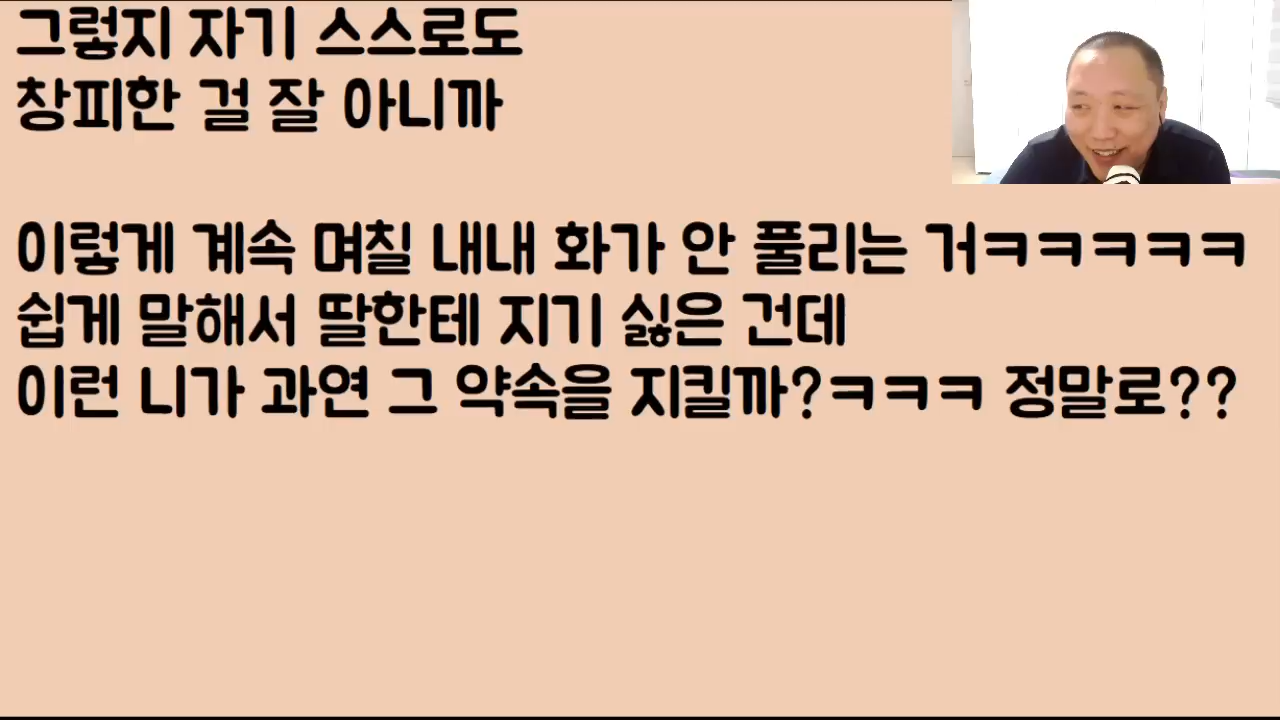 그렇지 자기 스스로도
창피한 걸 잘 아니까
이렇게 계속 며칠 내내 화가 안 풀리는 거ㅋㅋㅋㅋㅋ
쉽게 말해서 딸한테 지기 싫은 건데
이런 니가 과연 그 약속을 지킬까?ㅋㅋㅋ 정말로??